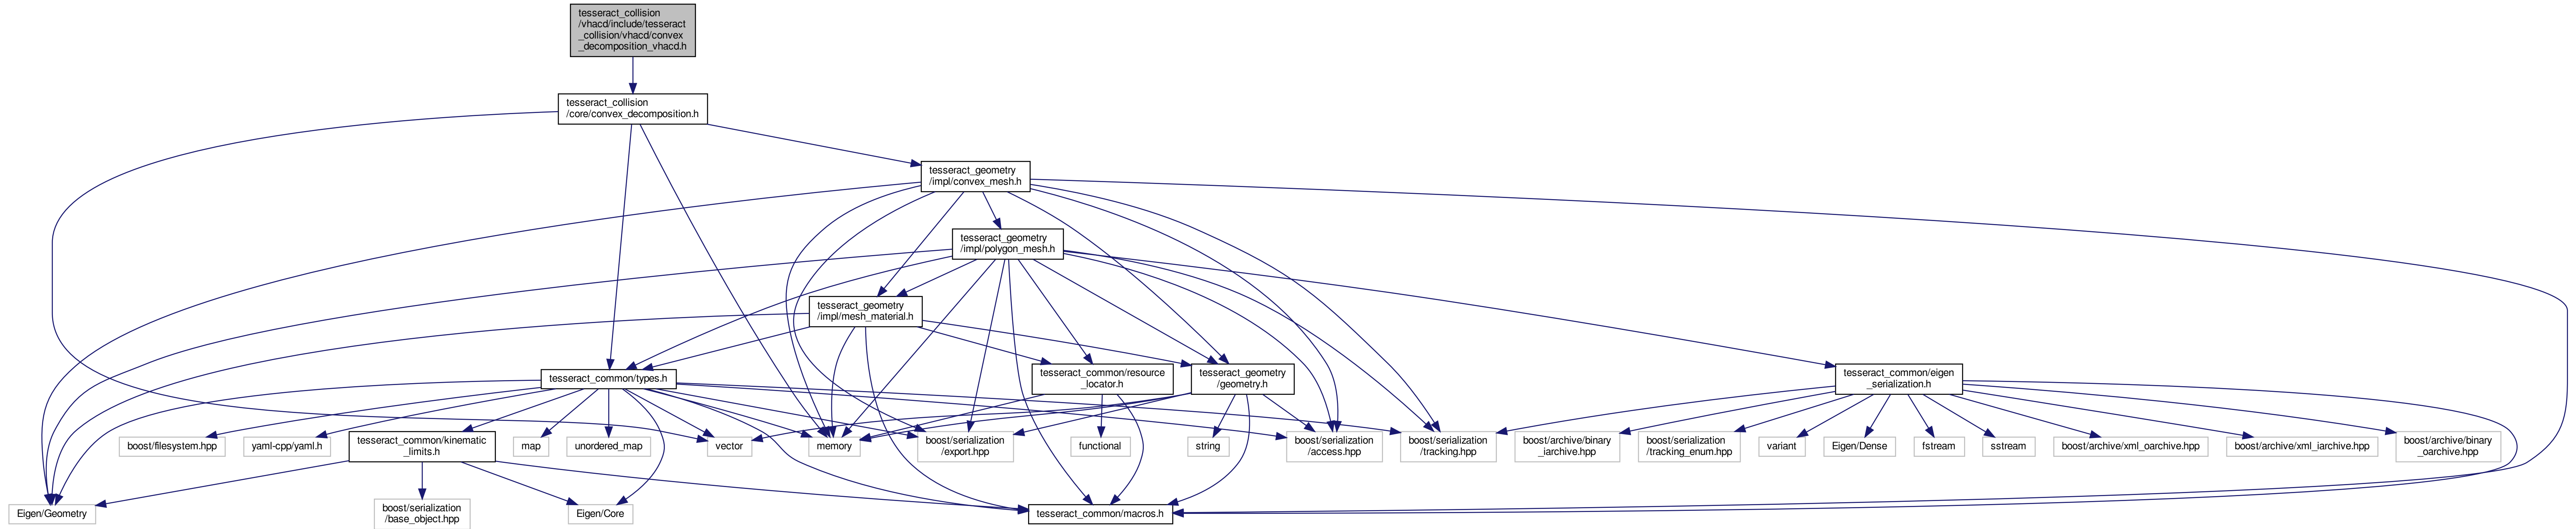 tesseract_collision
/vhacd/include/tesseract
_collision/vhacd/convex
_decomposition_vhacd.h
tesseract_collision
/core/convex_decomposition.h
tesseract_geometry
/impl/convex_mesh.h
tesseract_geometry
/impl/polygon_mesh.h
tesseract_geometry
/impl/mesh_material.h
tesseract_common/types.h
tesseract_common/resource
_locator.h
tesseract_geometry
/geometry.h
tesseract_common/eigen
_serialization.h
boost/filesystem.hpp
yaml-cpp/yaml.h
tesseract_common/kinematic
_limits.h
map
unordered_map
vector
memory
boost/serialization
/export.hpp
functional
string
boost/serialization
/access.hpp
boost/serialization
/tracking.hpp
boost/archive/binary
_iarchive.hpp
boost/serialization
/tracking_enum.hpp
variant
Eigen/Dense
fstream
sstream
boost/archive/xml_oarchive.hpp
boost/archive/xml_iarchive.hpp
boost/archive/binary
_oarchive.hpp
Eigen/Geometry
boost/serialization
/base_object.hpp
Eigen/Core
tesseract_common/macros.h